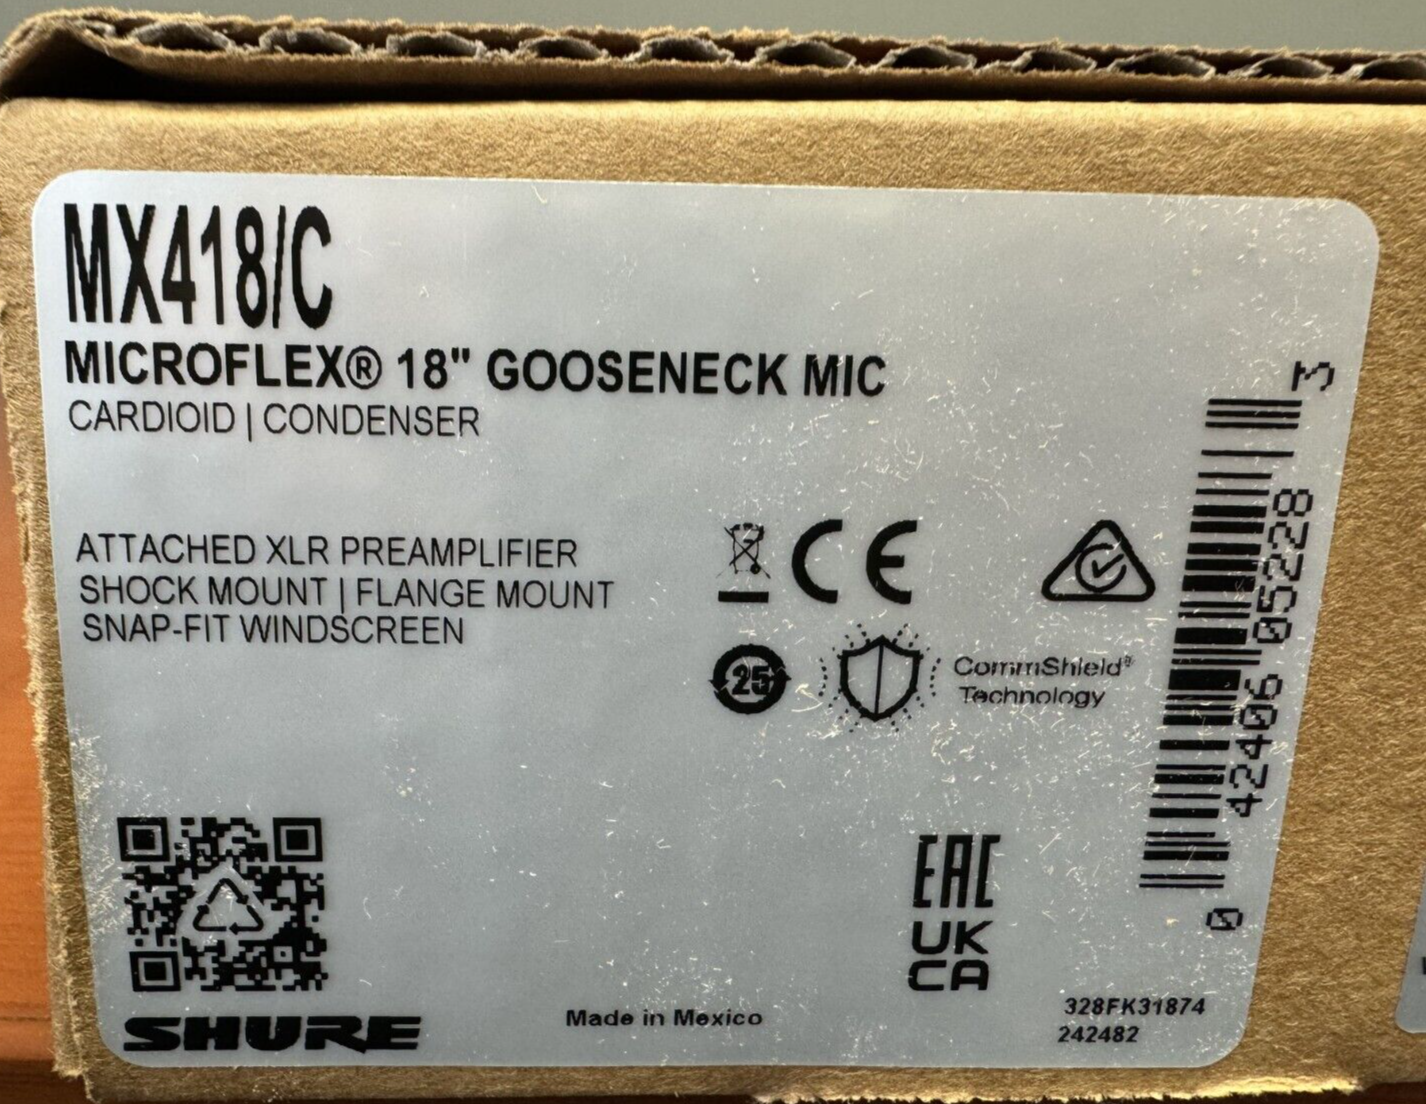 MX418/C
MICROFLEX® 18" GOOSENECK MIC
CARDIOID | CONDENSER
ATTACHED XLR PREAMPLIFIER
SHOCK MOUNT | FLANGE MOUNT
SNAP-FIT WINDSCREEN
CE
25
CommShield®
Technology
0 42406 05228 3
EAC
UK
CA
SHURE
Made in Mexico
328FK31874
242482